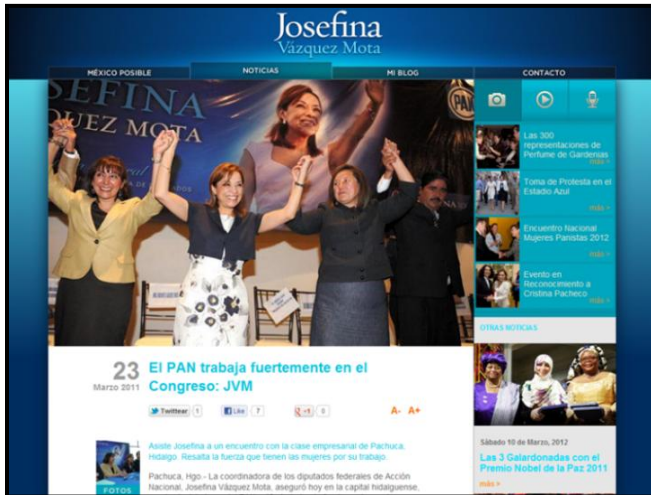 Josefina
Vázquez Mota
MÉXICO POSIBLE
NOTICIAS
MI BLOG
CONTACTO
SEFINA
QUEZ MOTA
PAN
Las 300
representaciones de
Perfume de Gardenias
más >
Toma de Protesta en el
Estadio Azul
más >
Encuentro Nacional
Mujeres Panistas 2012
más >
Evento en
Reconocimiento a
Cristina Pacheco
más >
OTRAS NOTICIAS
23
Marzo 2011
El PAN trabaja fuertemente en el
Congreso: JVM
Twittear 1
Like 7
+1 0
A- A+
Asiste Josefina a un encuentro con la clase empresarial de Pachuca,
Hidalgo. Resalta la fuerza que tienen las mujeres por su trabajo.
FOTOS
Pachuca, Hgo.- La coordinadora de los diputados federales de Acción
Nacional, Josefina Vázquez Mota, aseguró hoy en la capital hidalguense,
Sábado 10 de Marzo, 2012
Las 3 Galardonadas con el
Premio Nobel de la Paz 2011
más >